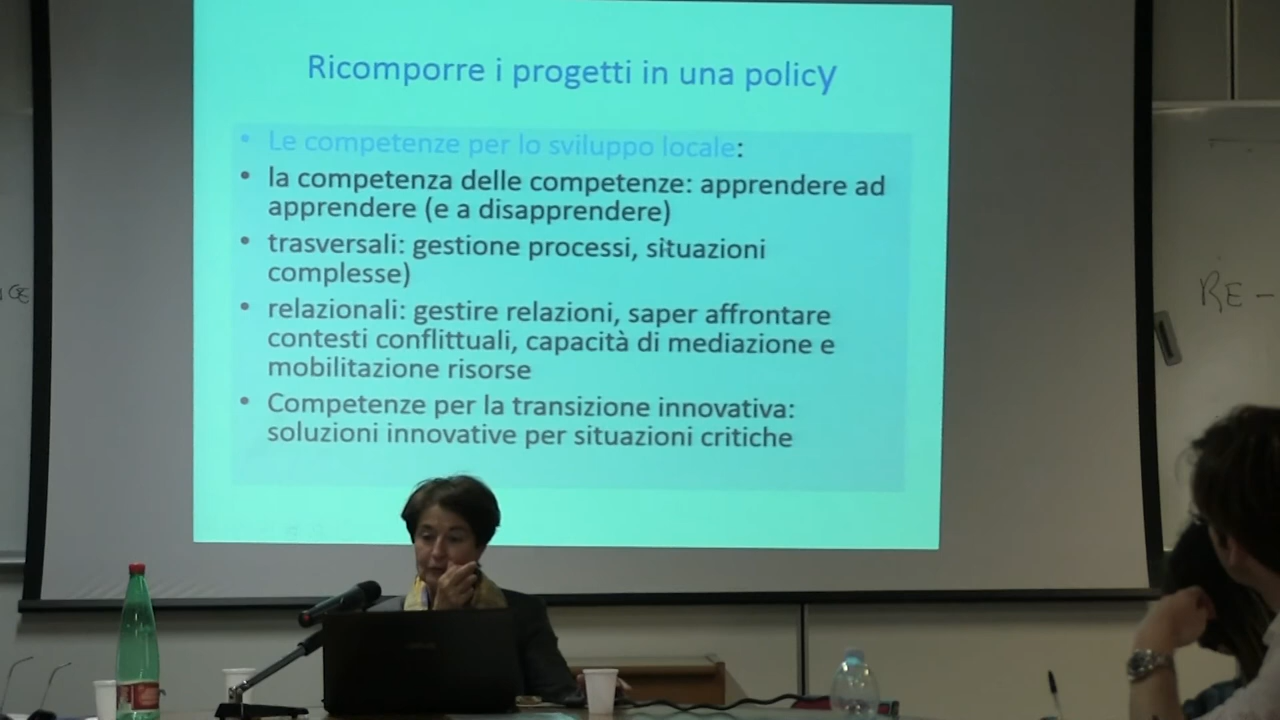 Ricomporre i progetti in una policy
• Le competenze per lo sviluppo locale:
• la competenza delle competenze: apprendere ad
apprendere (e a disapprendere)
• trasversali: gestione processi, situazioni
complesse)
• relazionali: gestire relazioni, saper affrontare
contesti conflittuali, capacità di mediazione e
mobilitazione risorse
• Competenze per la transizione innovativa:
soluzioni innovative per situazioni critiche
RE-